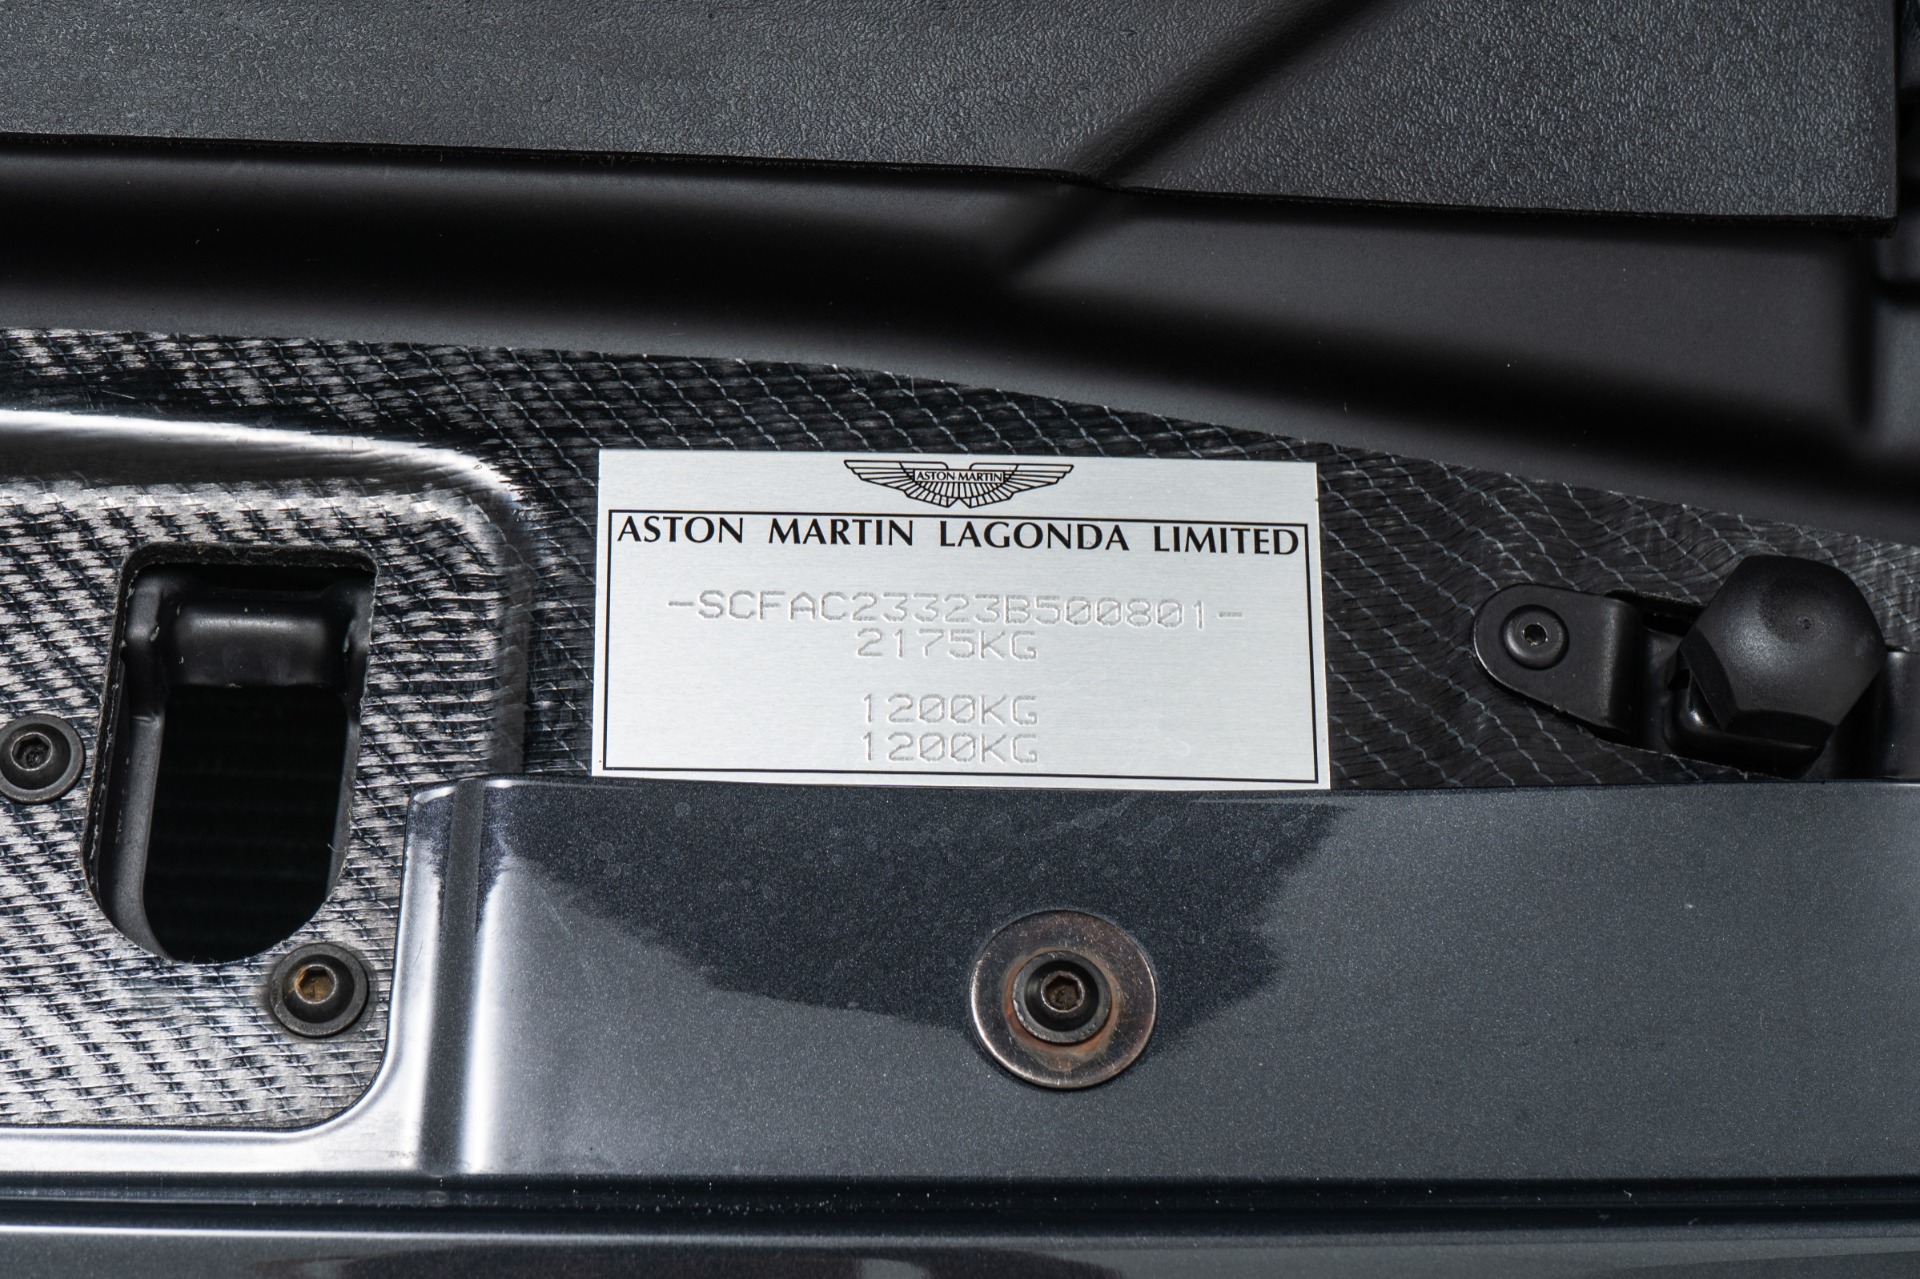 ASTON MARTIN
ASTON MARTIN LAGONDA LIMITED
-SCFAC23323B500801-
2175KG
1200KG
1200KG